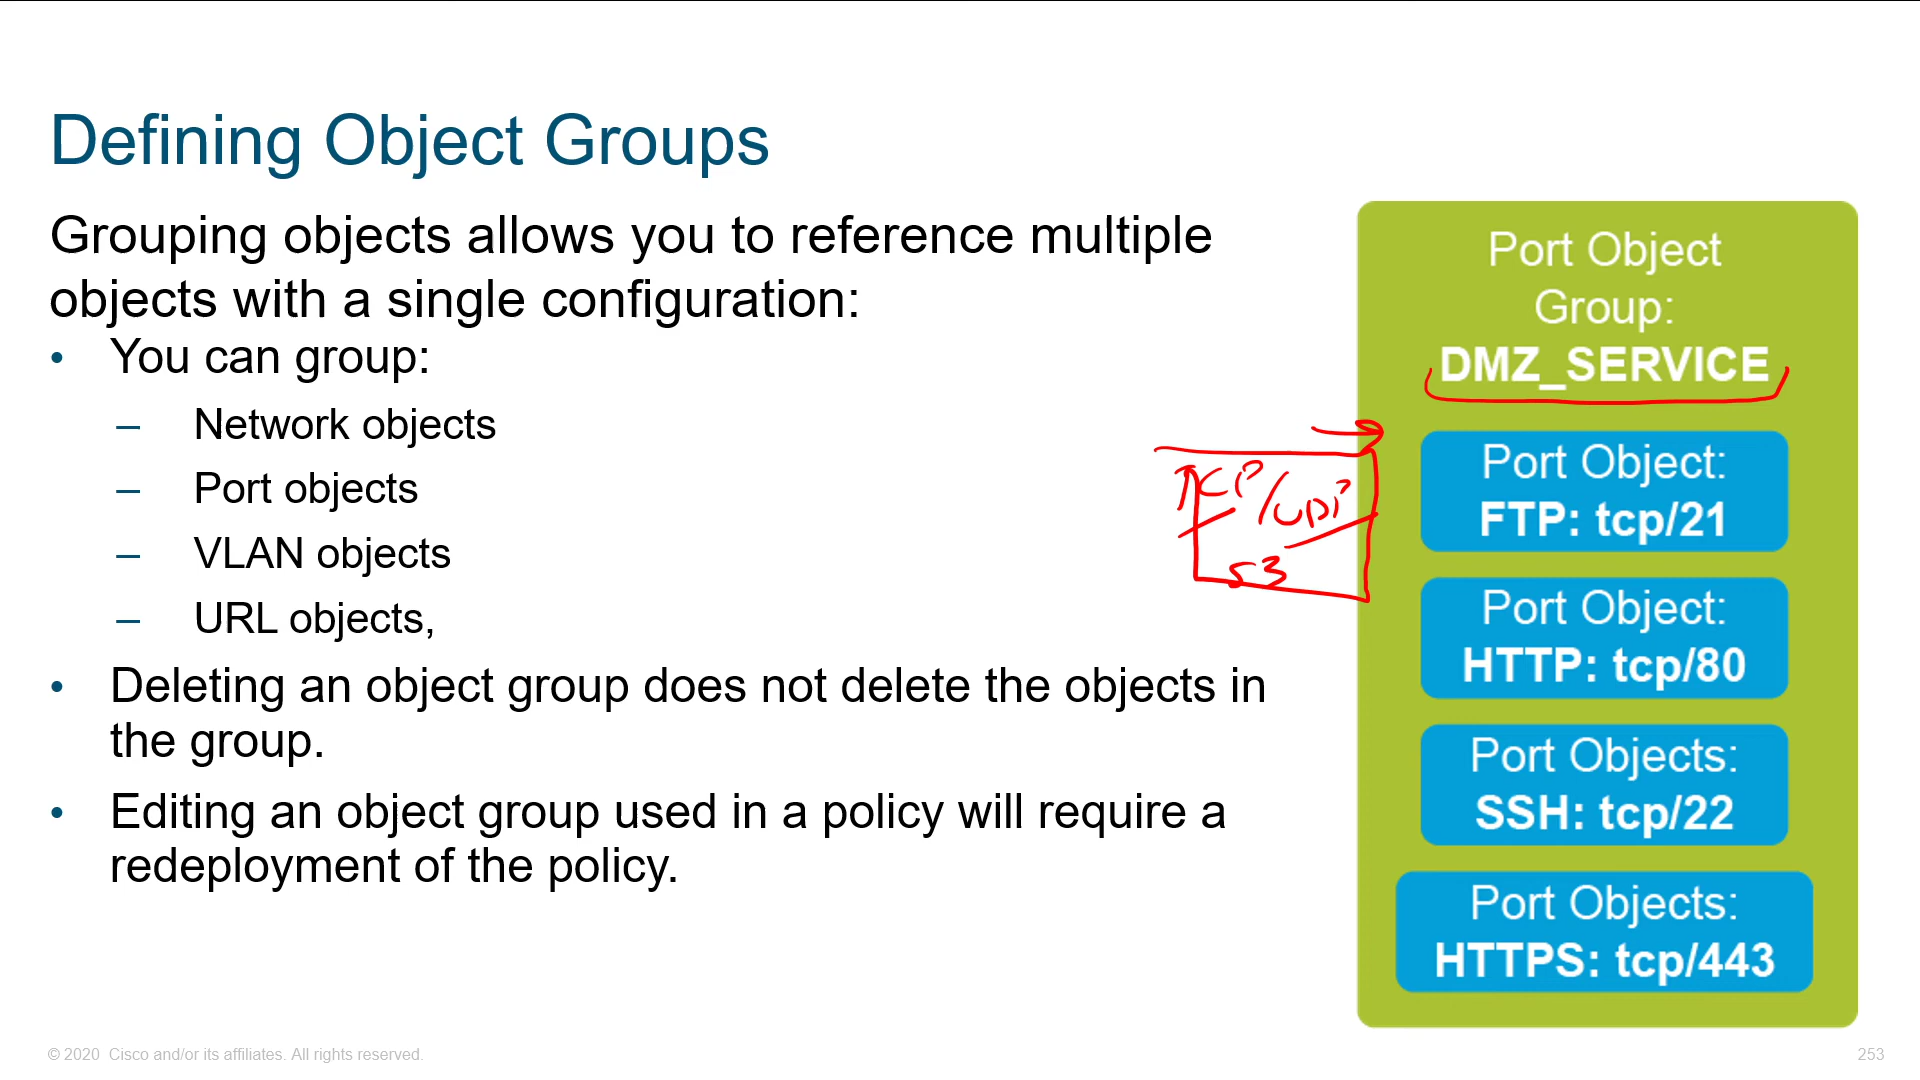 Defining Object Groups
Grouping objects allows you to reference multiple
objects with a single configuration:
• You can group:
– Network objects
– Port objects
– VLAN objects
– URL objects,
• Deleting an object group does not delete the objects in
the group.
• Editing an object group used in a policy will require a
redeployment of the policy.
TCP/UDP
53
Port Object
Group:
DMZ_SERVICE
Port Object:
FTP: tcp/21
Port Object:
HTTP: tcp/80
Port Objects:
SSH: tcp/22
Port Objects:
HTTPS: tcp/443
© 2020 Cisco and/or its affiliates. All rights reserved.
253